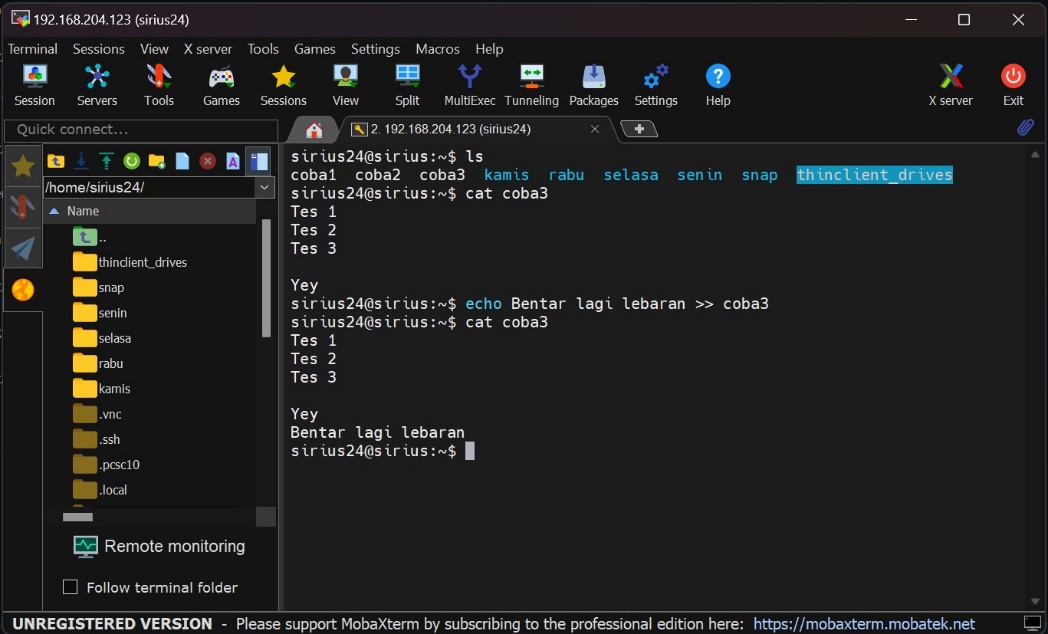 192.168.204.123 (sirius24)
Terminal Sessions View X server Tools Games Settings Macros Help
Session Servers Tools Games Sessions View Split MultiExec Tunneling Packages Settings Help X server Exit
Quick connect...
2. 192.168.204.123 (sirius24)
/home/sirius24/
Name
..
thinclient_drives
snap
senin
selasa
rabu
kamis
.vnc
.ssh
.pcsc10
.local
Remote monitoring
Follow terminal folder
sirius24@sirius:~$ ls
coba1 coba2 coba3 kamis rabu selasa senin snap thinclient_drives
sirius24@sirius:~$ cat coba3
Tes 1
Tes 2
Tes 3
Yey
sirius24@sirius:~$ echo Bentar lagi lebaran >> coba3
sirius24@sirius:~$ cat coba3
Tes 1
Tes 2
Tes 3
Yey
Bentar lagi lebaran
sirius24@sirius:~$
UNREGISTERED VERSION - Please support MobaXterm by subscribing to the professional edition here: https://mobaxterm.mobatek.net